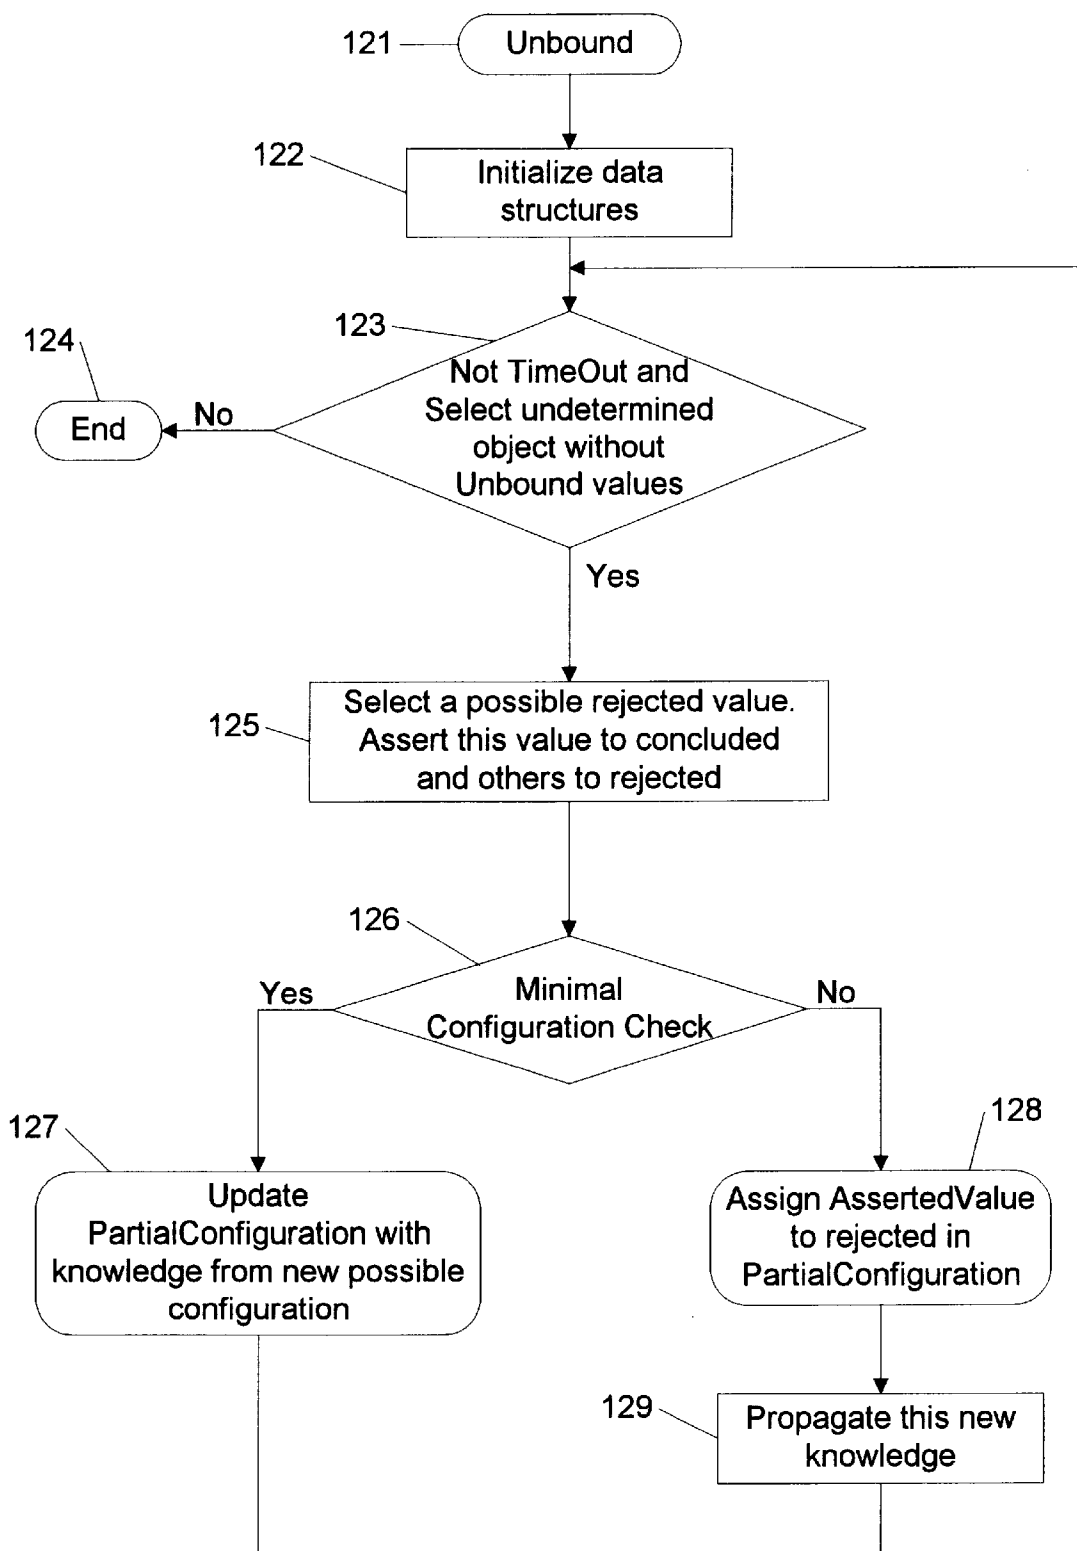 121
Unbound
122
Initialize data
structures
123
124
Not TimeOut and
Select undetermined
object without
Unbound values
No
End
Yes
125
Select a possible rejected value.
Assert this value to concluded
and others to rejected
126
Minimal
Configuration Check
Yes
No
127
128
Update
PartialConfiguration with
knowledge from new possible
configuration
Assign AssertedValue
to rejected in
PartialConfiguration
129
Propagate this new
knowledge